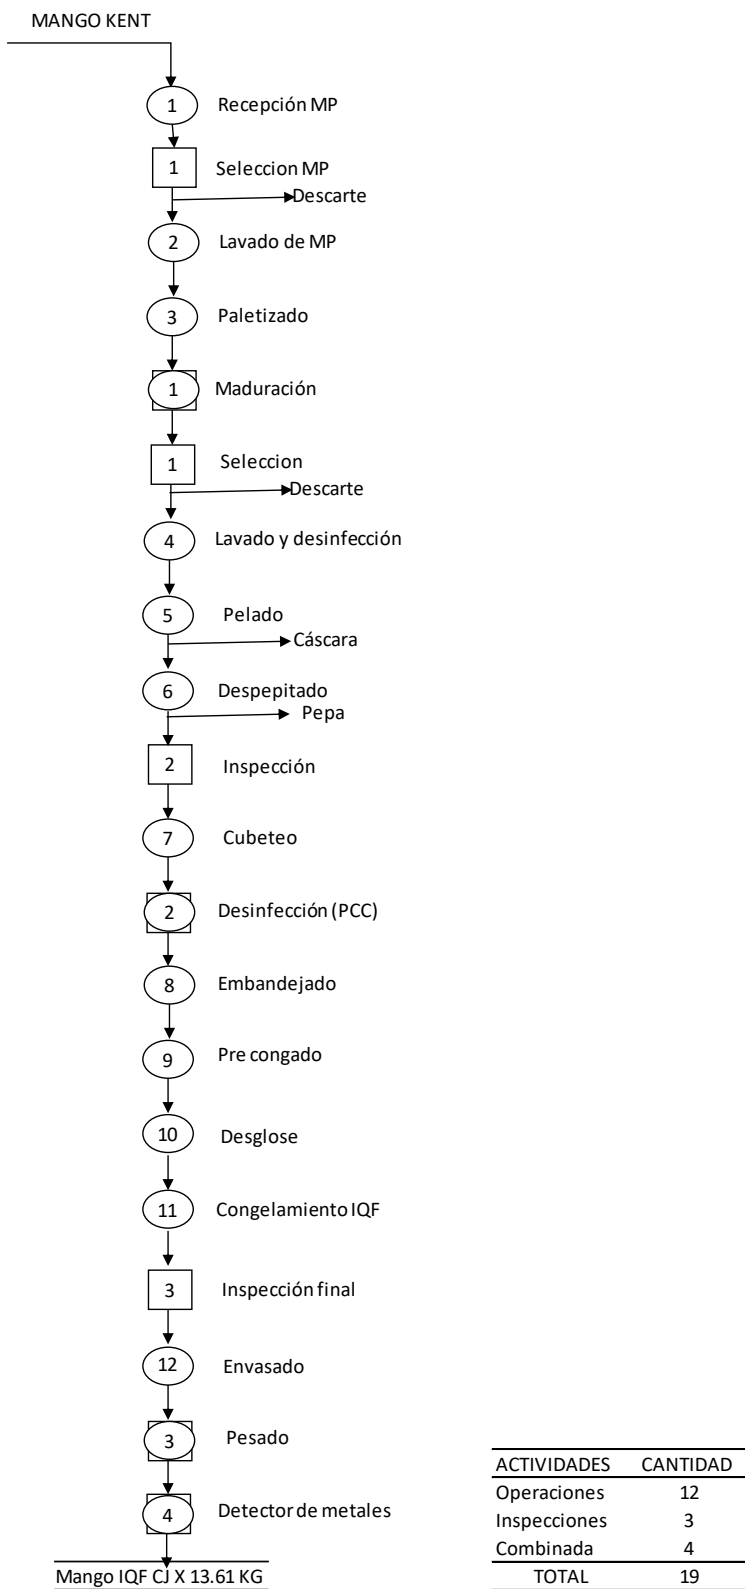 MANGO KENT
1 Recepción MP
1 Seleccion MP
Descarte
2 Lavado de MP
3 Paletizado
1 Maduración
1 Seleccion
Descarte
4 Lavado y desinfección
5 Pelado
Cáscara
6 Despepitado
Pepa
2 Inspección
7 Cubeteo
2 Desinfección (PCC)
8 Embandejado
9 Pre congado
10 Desglose
11 Congelamiento IQF
3 Inspección final
12 Envasado
3 Pesado
4 Detector de metales
Mango IQF CJ X 13.61 KG
ACTIVIDADES CANTIDAD
Operaciones 12
Inspecciones 3
Combinada 4
TOTAL 19